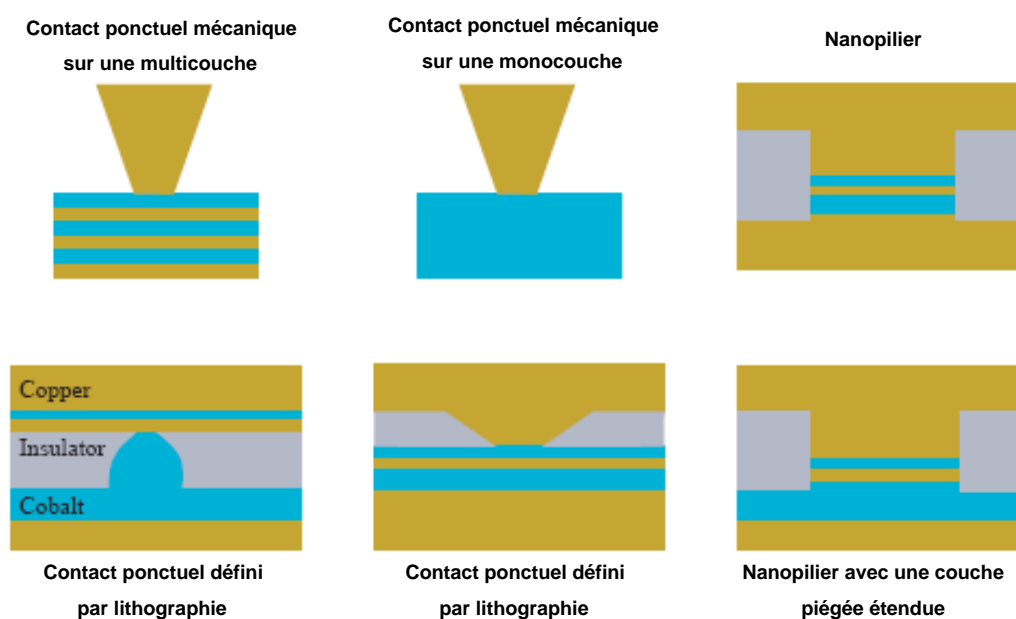 Contact ponctuel mécanique
sur une multicouche
Contact ponctuel mécanique
sur une monocouche
Nanopilier
Copper
Insulator
Cobalt
Contact ponctuel défini
par lithographie
Contact ponctuel défini
par lithographie
Nanopilier avec une couche
piégée étendue